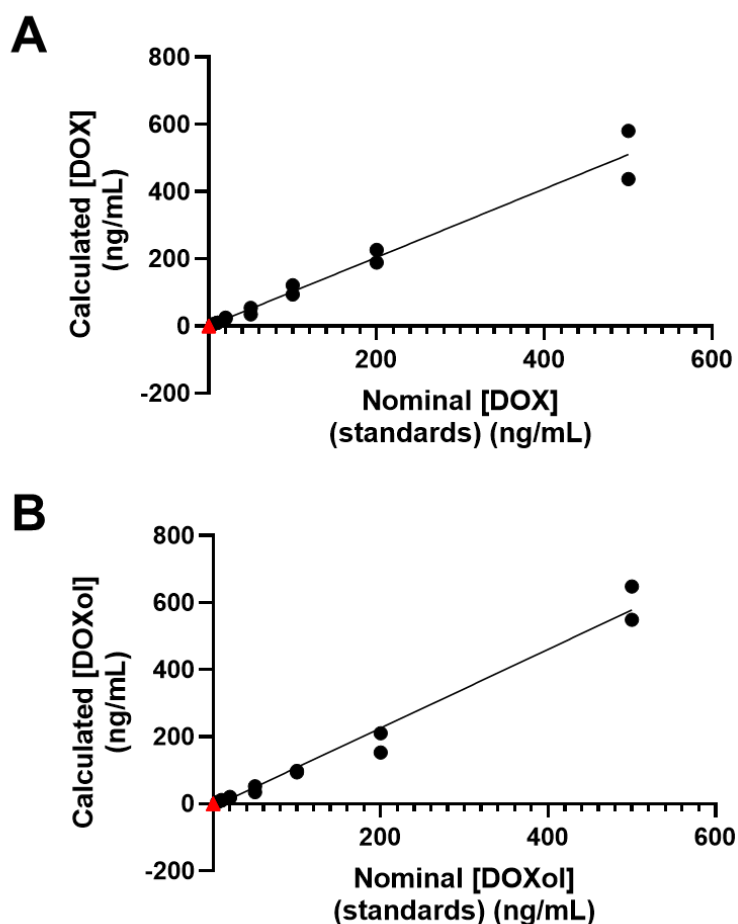 A
Calculated [DOX]
(ng/mL)
800
600
400
200
0
-200
200
400
600
Nominal [DOX]
(standards) (ng/mL)
B
Calculated [DOXol]
(ng/mL)
800
600
400
200
0
-200
200
400
600
Nominal [DOXol]
(standards) (ng/mL)